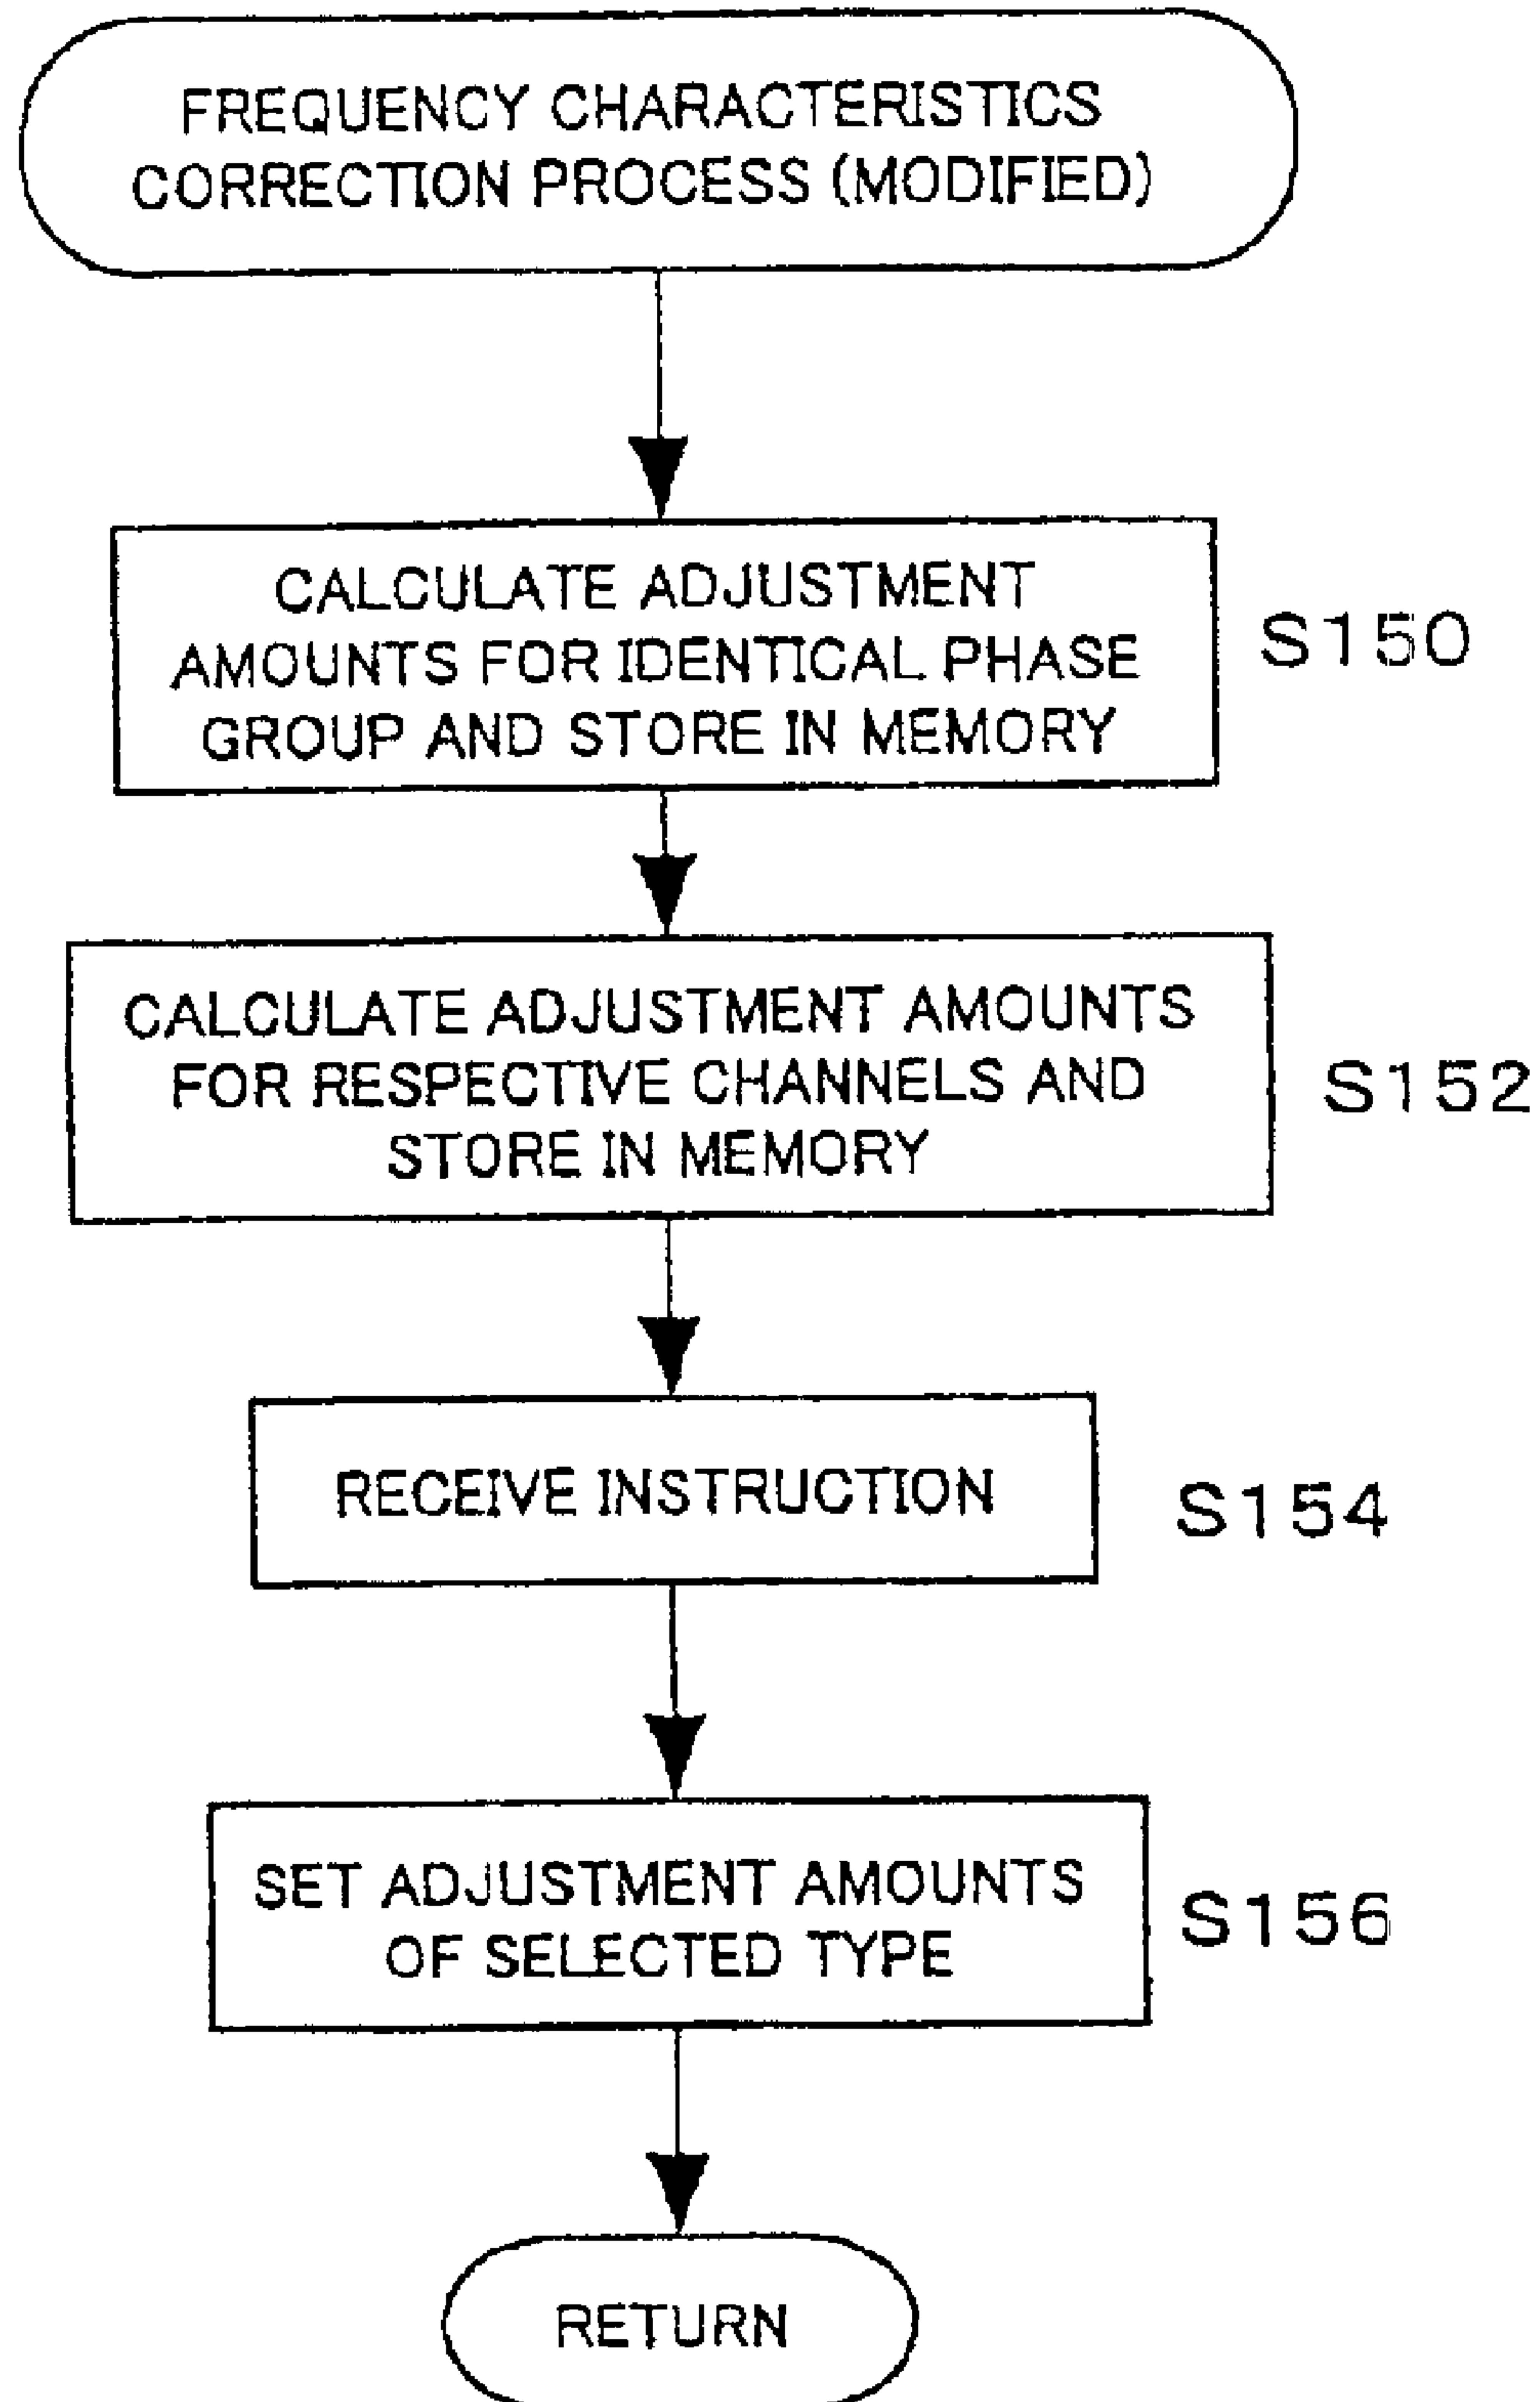 FREQUENCY CHARACTERISTICS
CORRECTION PROCESS (MODIFIED)
CALCULATE ADJUSTMENT
AMOUNTS FOR IDENTICAL PHASE
GROUP AND STORE IN MEMORY
S150
CALCULATE ADJUSTMENT AMOUNTS
FOR RESPECTIVE CHANNELS AND
STORE IN MEMORY
S152
RECEIVE INSTRUCTION
S154
SET ADJUSTMENT AMOUNTS
OF SELECTED TYPE
S156
RETURN